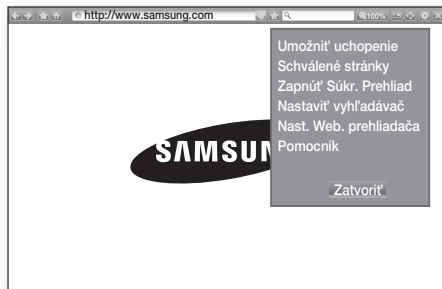 http://www.samsung.com
100%
Umožniť uchopenie
Schválené stránky
Zapnúť Súkr. Prehliad
Nastaviť vyhľadávač
Nast. Web. prehliadača
Pomocník
SAMSUN
Zatvoriť